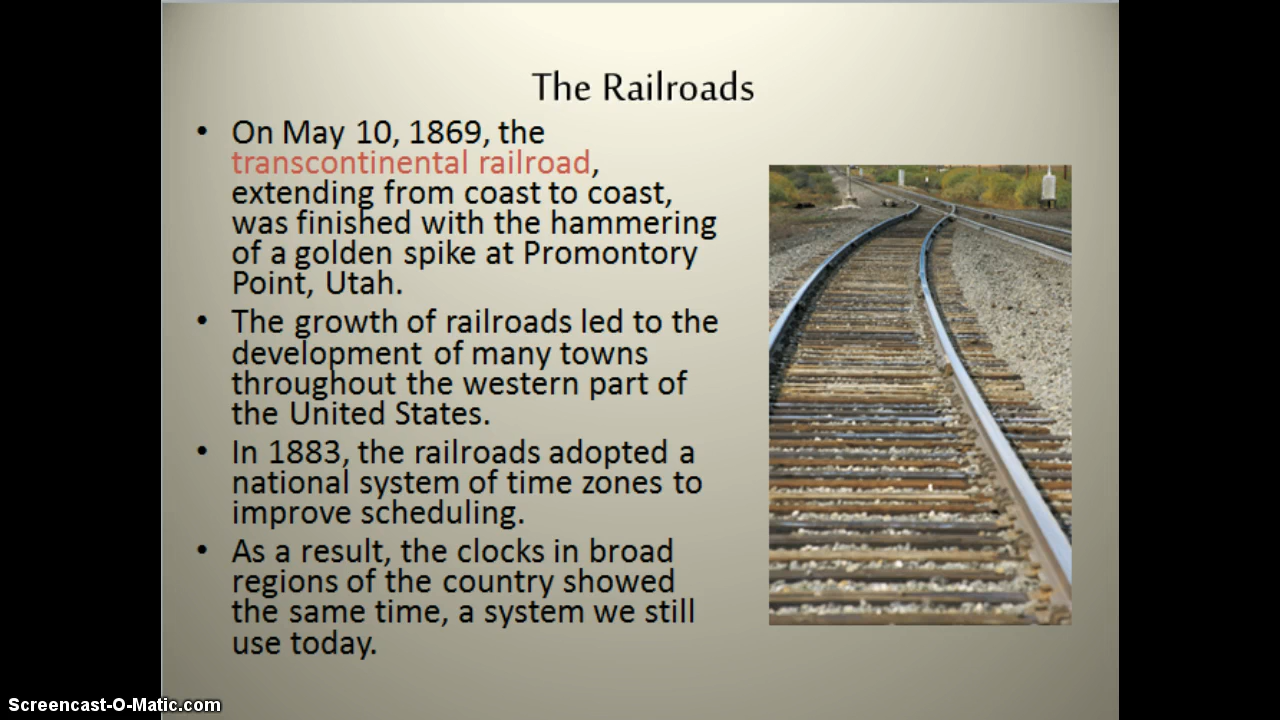 The Railroads
• On May 10, 1869, the
transcontinental railroad,
extending from coast to coast,
was finished with the hammering
of a golden spike at Promontory
Point, Utah.
• The growth of railroads led to the
development of many towns
throughout the western part of
the United States.
• In 1883, the railroads adopted a
national system of time zones to
improve scheduling.
• As a result, the clocks in broad
regions of the country showed
the same time, a system we still
use today.
Screencast-O-Matic.com